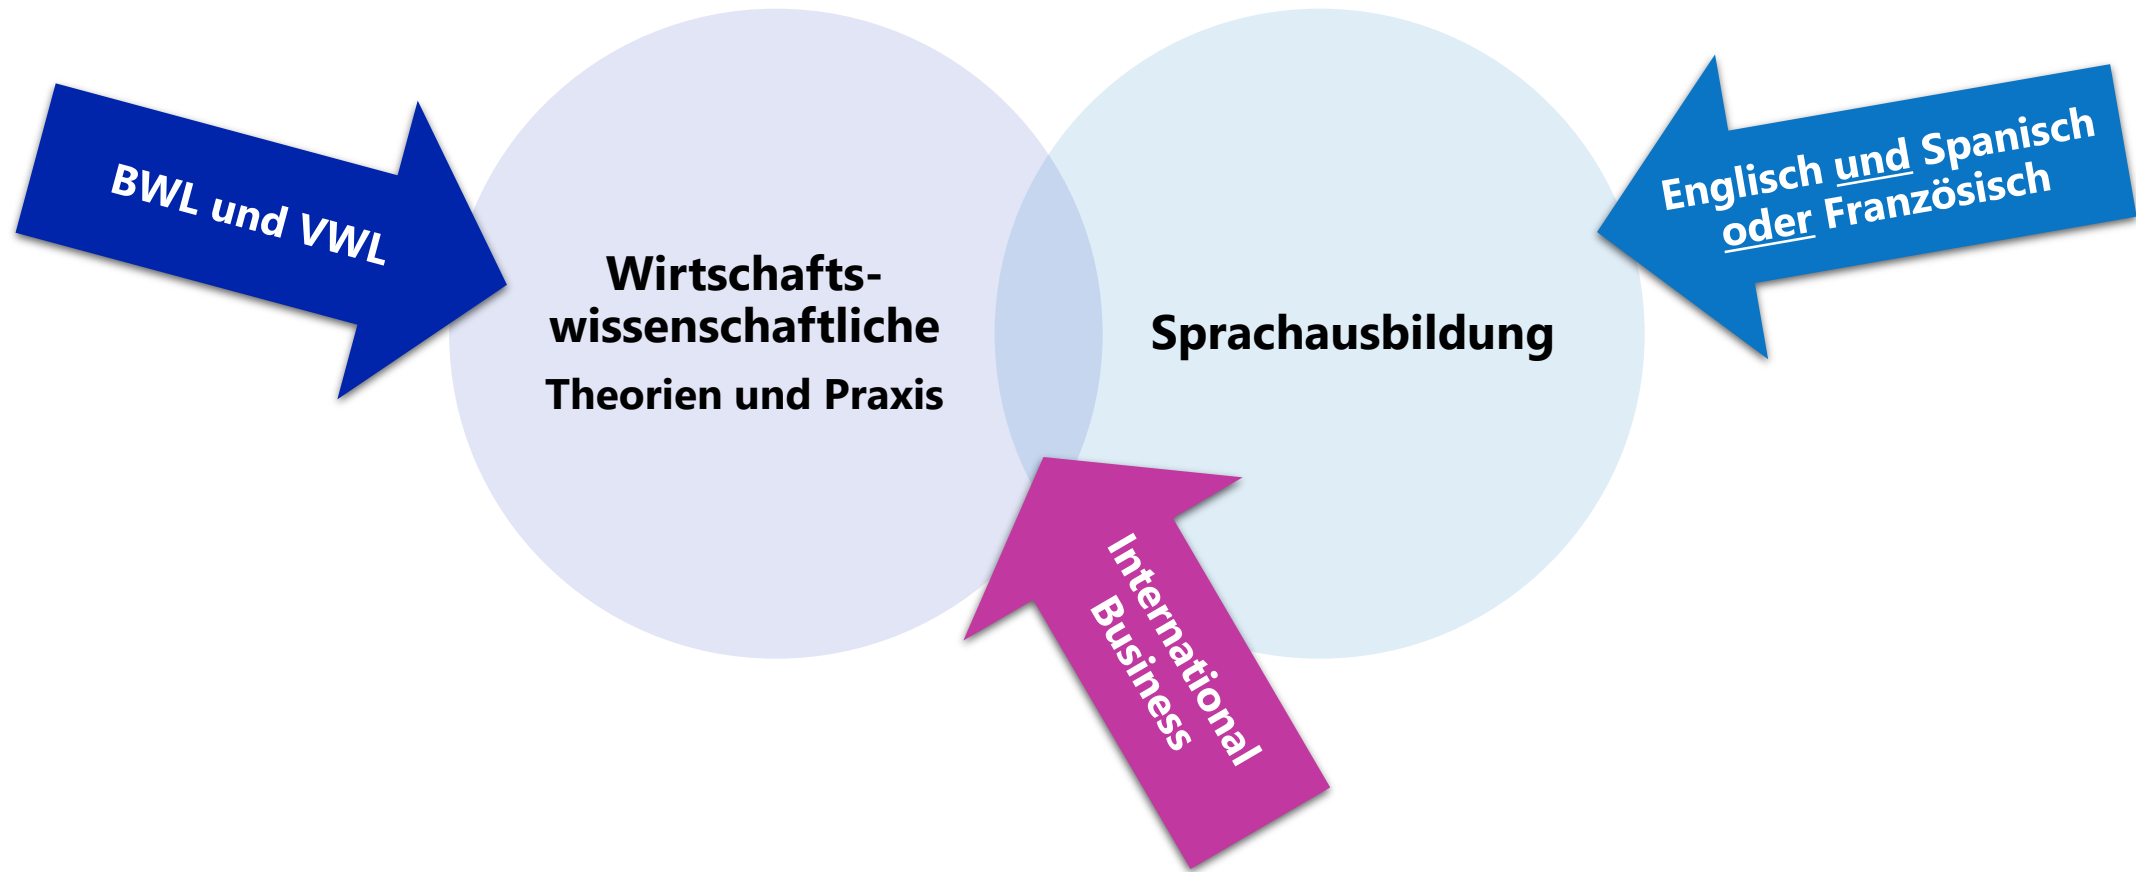 BWL und VWL
Wirtschafts-
wissenschaftliche
Theorien und Praxis
Sprachausbildung
Englisch und Spanisch
oder Französisch
International
Business